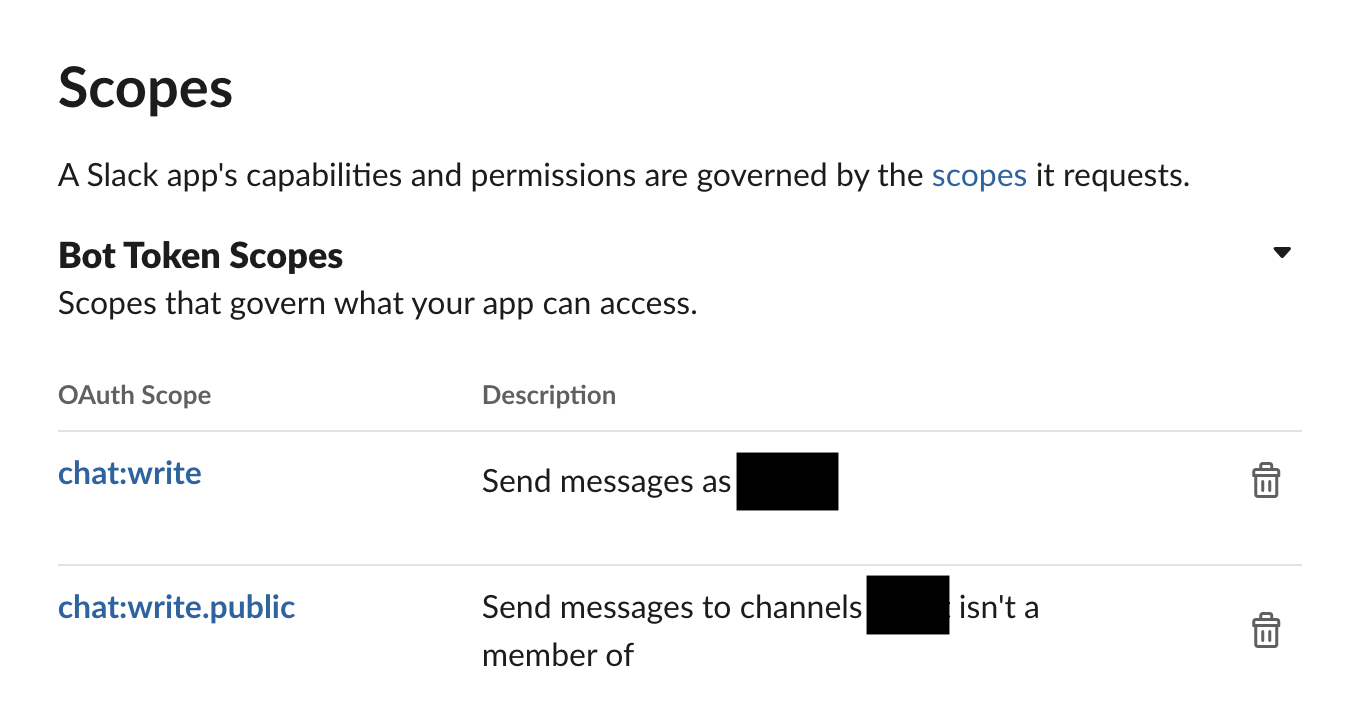 Scopes
A Slack app's capabilities and permissions are governed by the scopes it requests.
Bot Token Scopes
Scopes that govern what your app can access.
OAuth Scope Description
chat:write Send messages as
chat:write.public Send messages to channels isn't a
member of